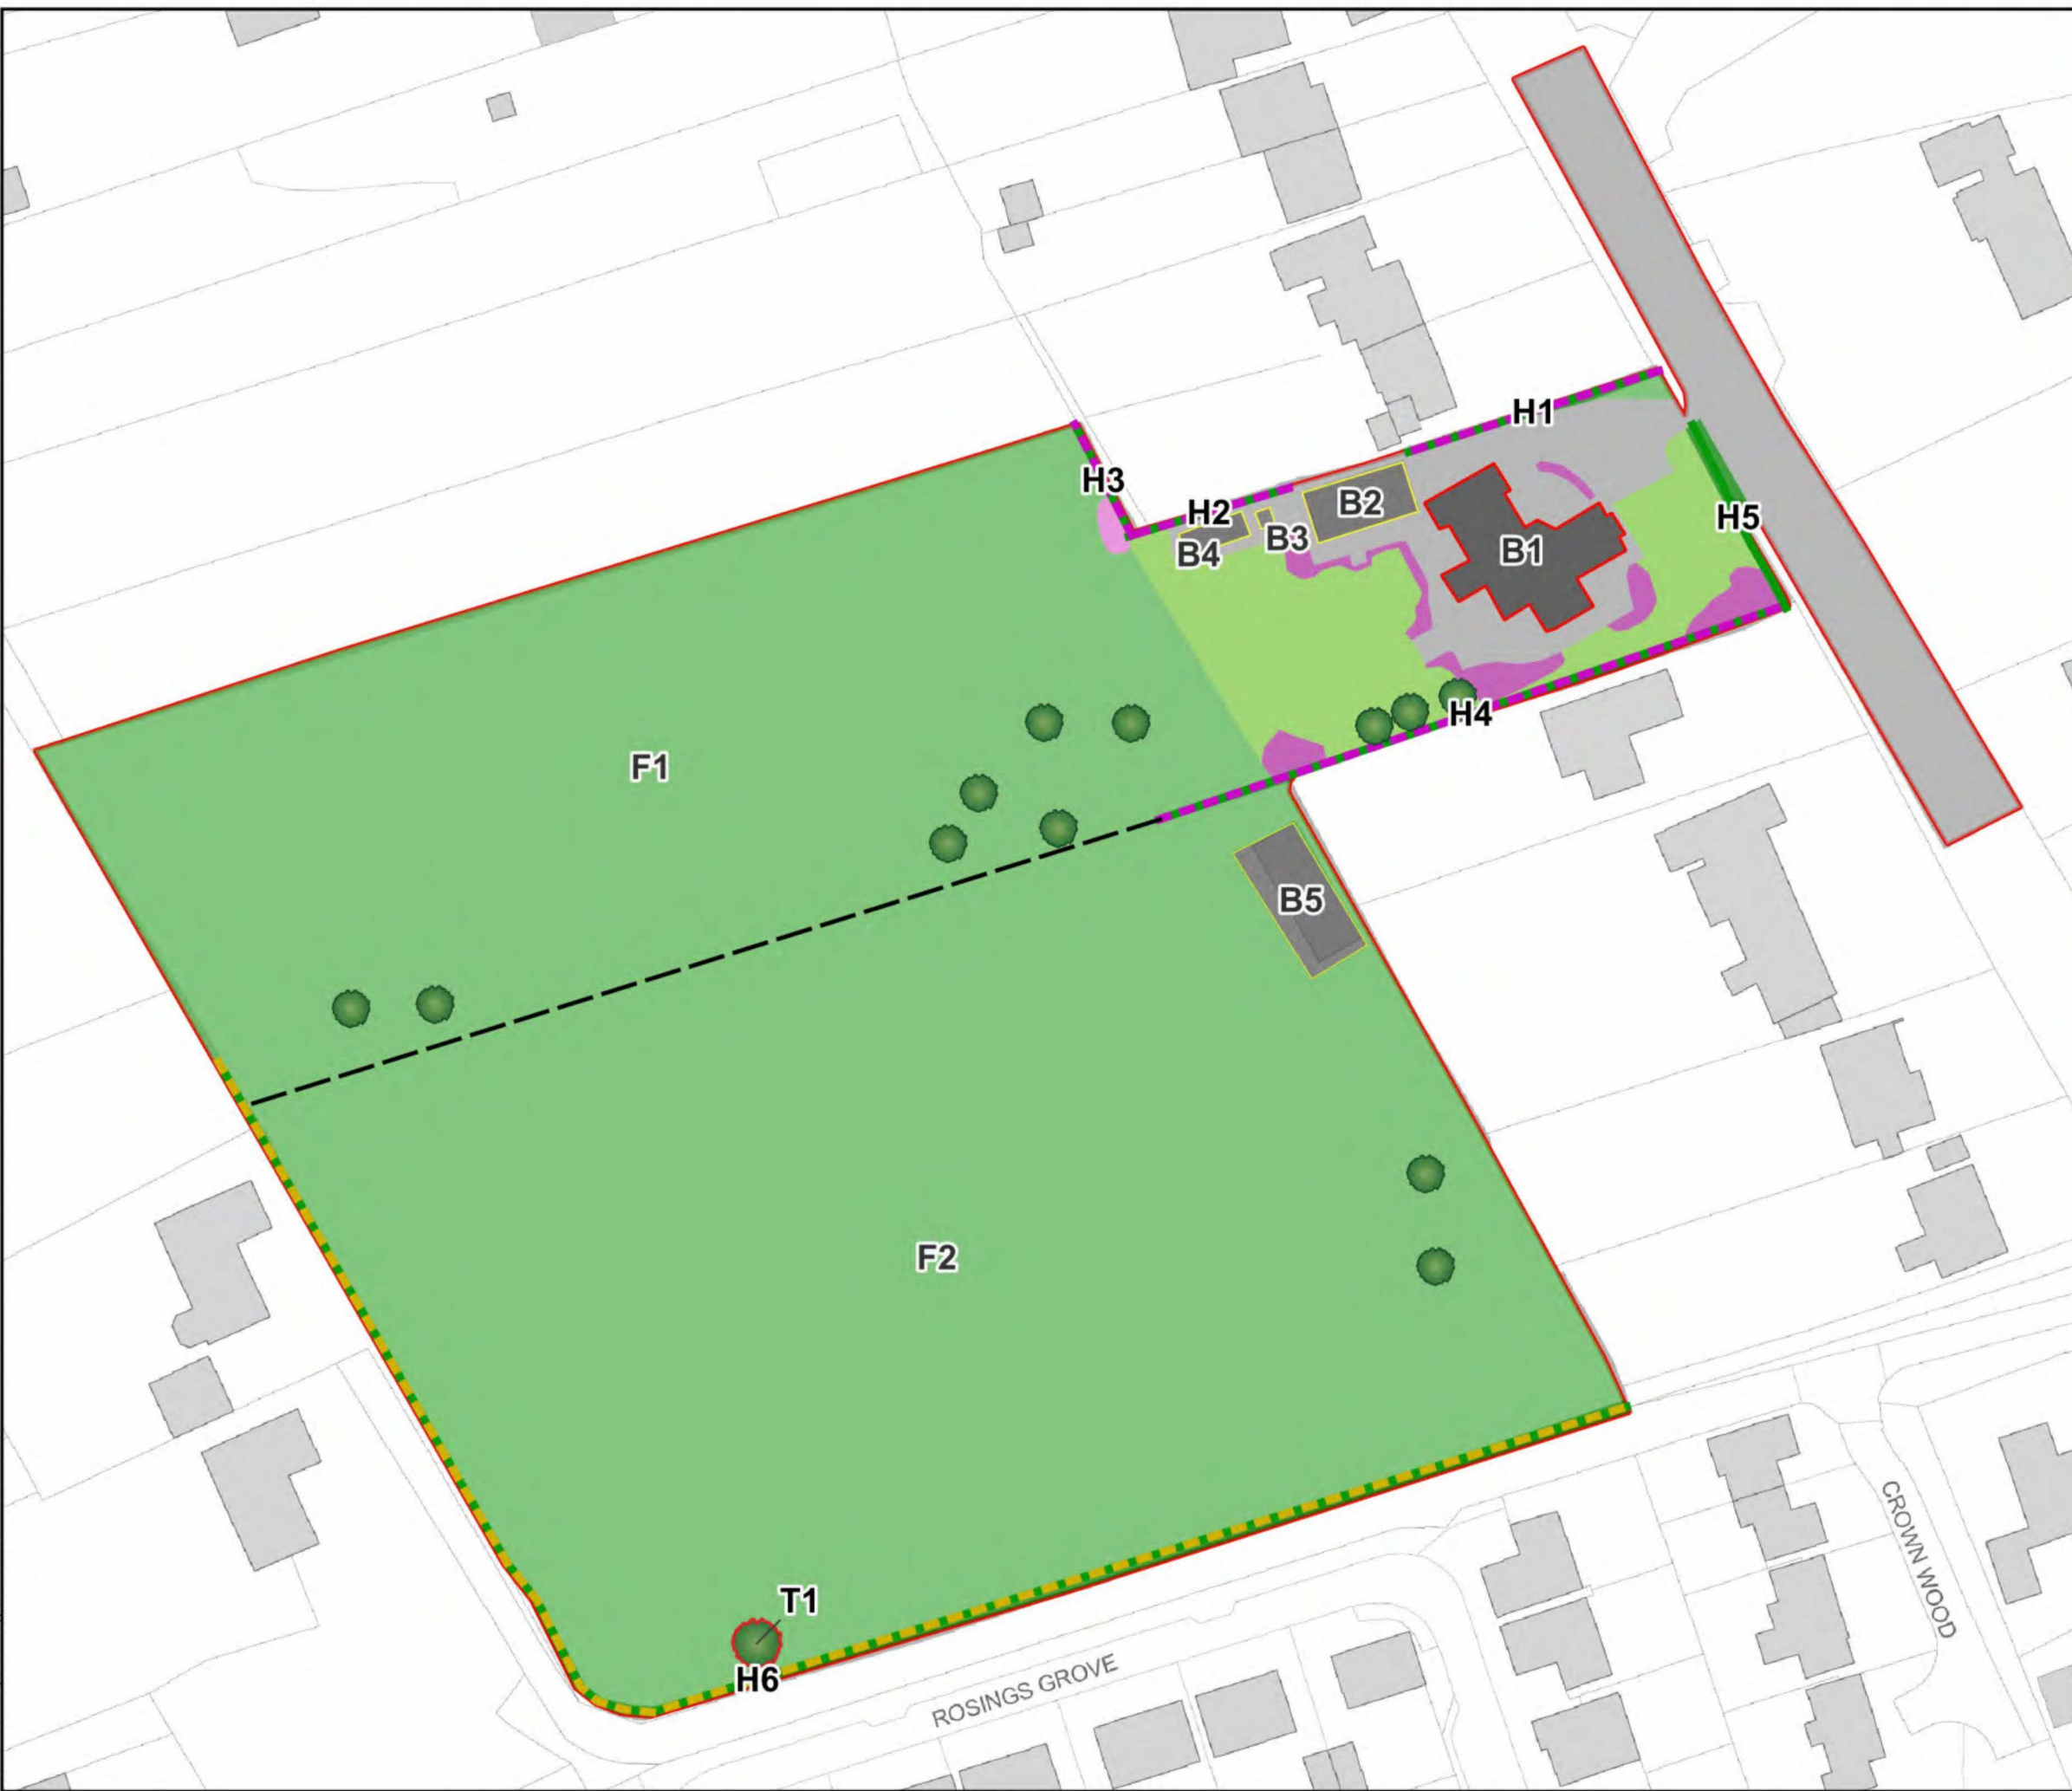 H1
H3
H2
B2
H5
B3
B4
B1
H4
F1
B5
F2
CROWN WOOD
T1
H6
ROSINGS GROVE